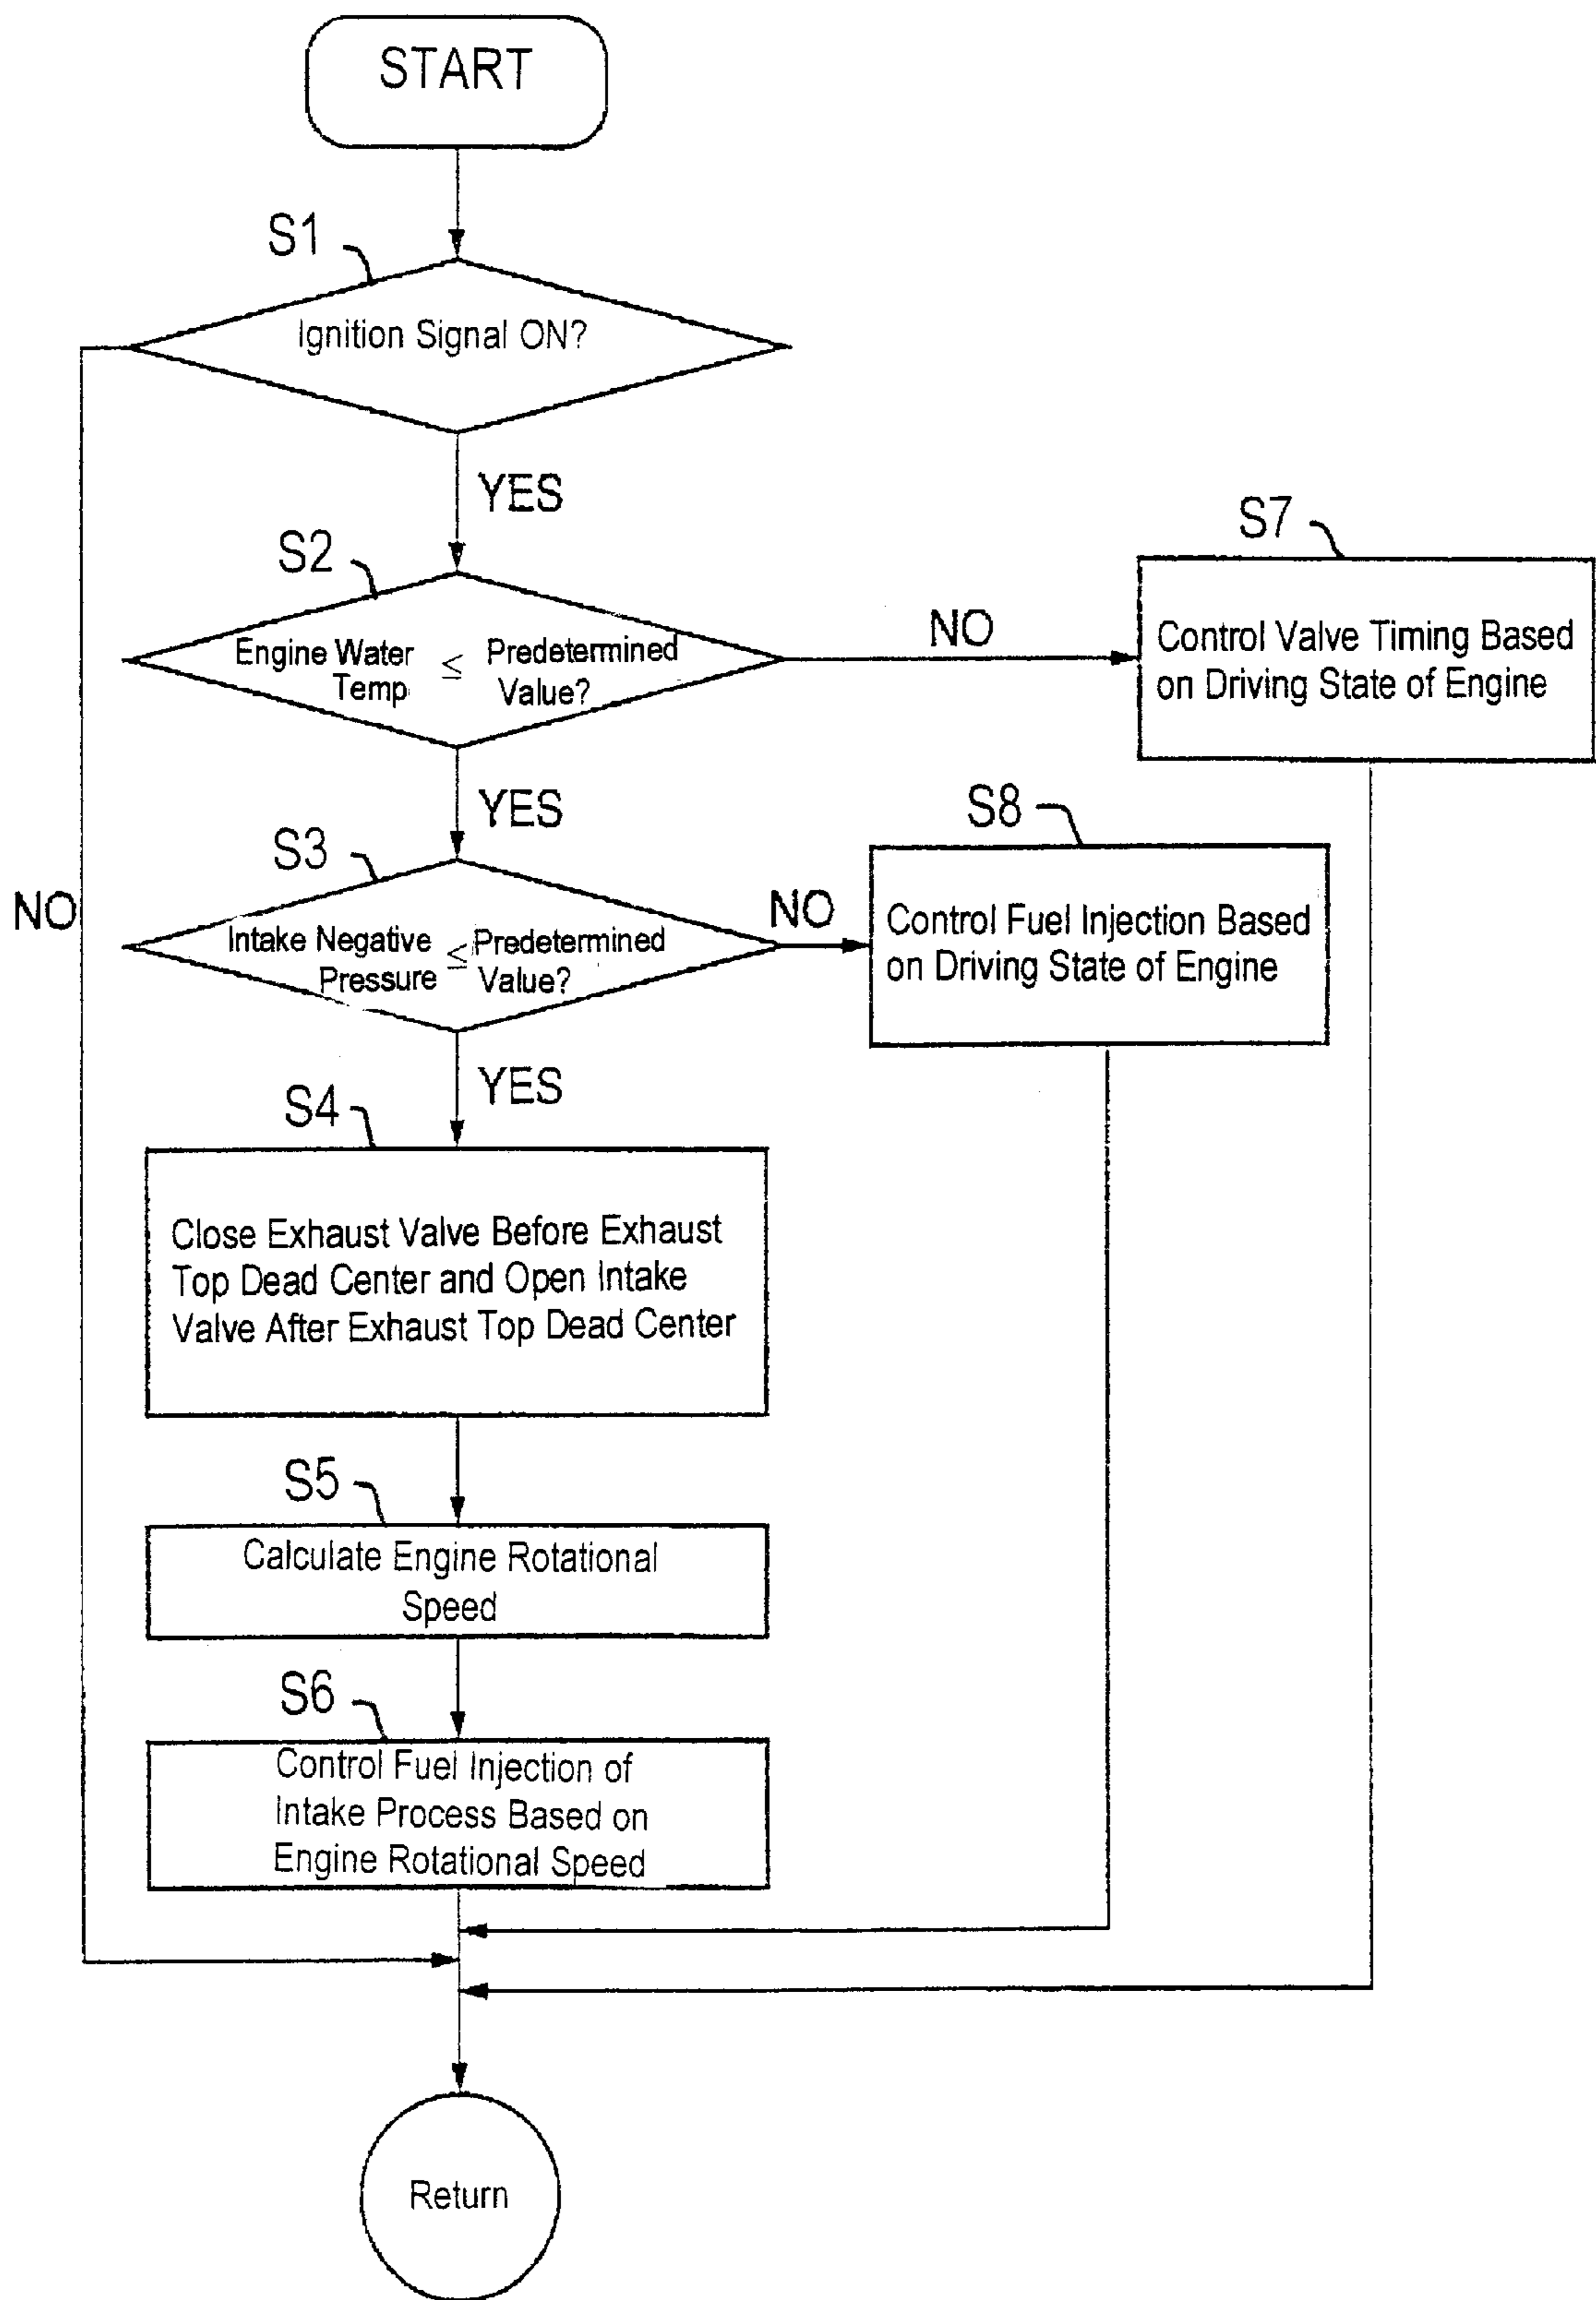 START
S1
Ignition Signal ON?
YES
S7
S2
NO
Control Valve Timing Based
on Driving State of Engine
Engine Water
Temp
≤
Predetermined
Value?
YES
S8
S3
NO
NO
Control Fuel Injection Based
on Driving State of Engine
Intake Negative
Pressure
≤
Predetermined
Value?
YES
S4
Close Exhaust Valve Before Exhaust
Top Dead Center and Open Intake
Valve After Exhaust Top Dead Center
S5
Calculate Engine Rotational
Speed
S6
Control Fuel Injection of
Intake Process Based on
Engine Rotational Speed
Return